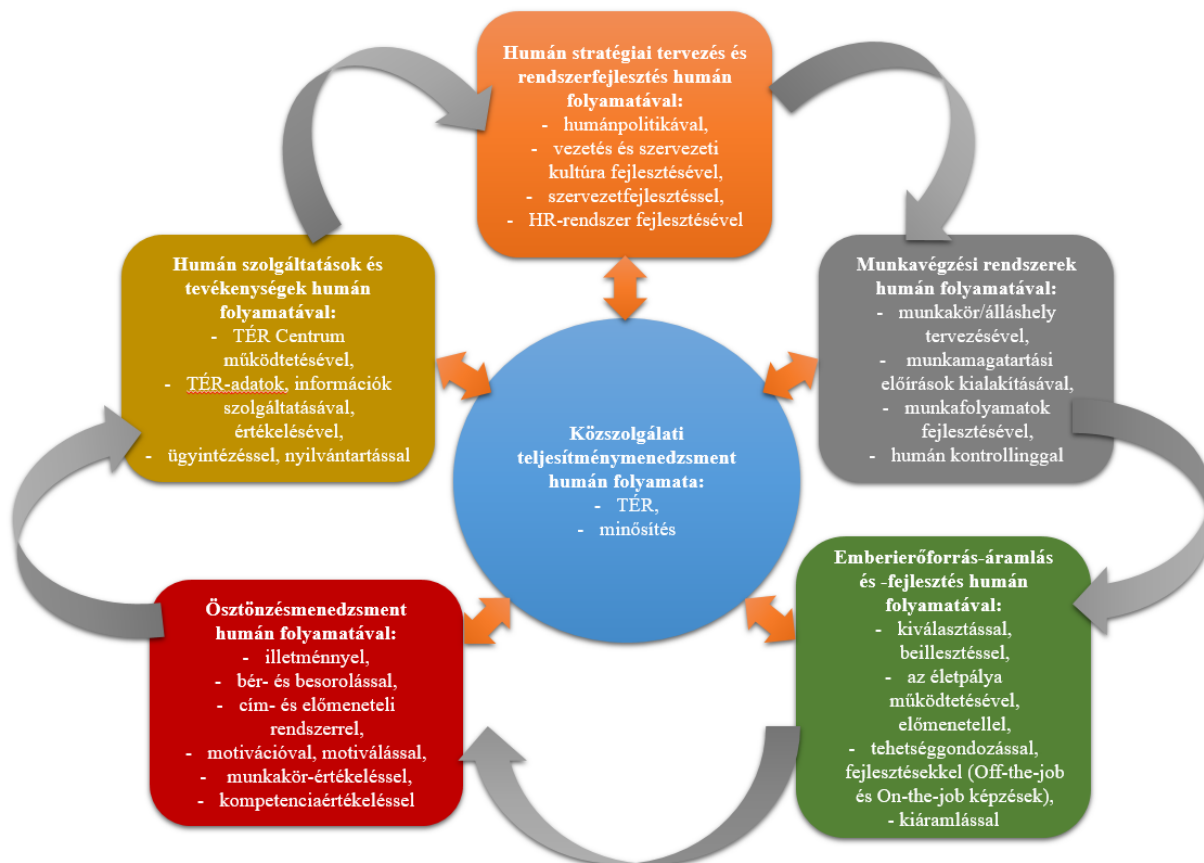 Humán stratégiai tervezés és
rendszerfejlesztés humán
folyamatával:
- humánpolitikával,
- vezetés és szervezeti
kultúra fejlesztésével,
- szervezetfejlesztéssel,
- HR-rendszer fejlesztésével
Munkavégzési rendszerek
humán folyamatával:
- munkakör/álláshely
tervezésével,
- munkamagatartási
előírások kialakításával,
- munkafolyamatok
fejlesztésével,
- humán kontrollinggal
Emberierőforrás-áramlás
és -fejlesztés humán
folyamatával:
- kiválasztással,
beillesztéssel,
- az életpálya
működtetésével,
előmenetellel,
- tehetséggondozással,
fejlesztésekkel (Off-the-job
és On-the-job képzések),
- kiáramlással
Ösztönzésmenedzsment
humán folyamatával:
- illetménnyel,
- bér- és besorolással,
- cím- és előmeneteli
rendszerrel,
- motivációval, motiválással,
- munkakör-értékeléssel,
- kompetenciaértékeléssel
Humán szolgáltatások és
tevékenységek humán
folyamatával:
- TÉR Centrum
működtetésével,
- TÉR-adatok, információk
szolgáltatásával,
értékelésével,
- ügyintézéssel, nyilvántartással
Közszolgálati
teljesítménymenedzsment
humán folyamata:
- TÉR,
- minősítés